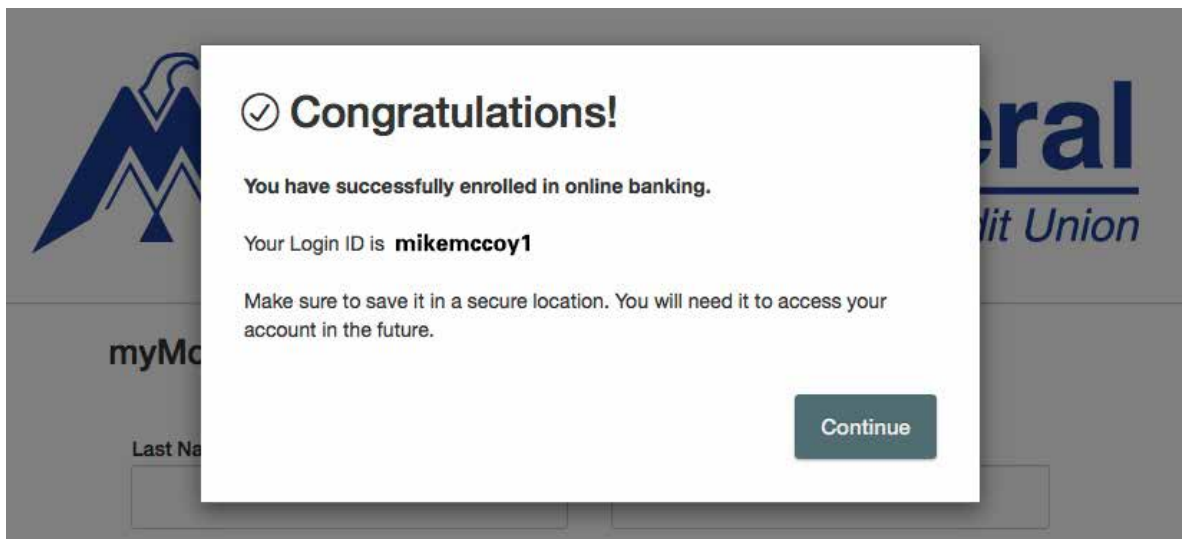 Congratulations!
eral
You have successfully enrolled in online banking.
Your Login ID is mikemccoy1
dit Union
Make sure to save it in a secure location. You will need it to access your
account in the future.
myMc
Continue
Last Na